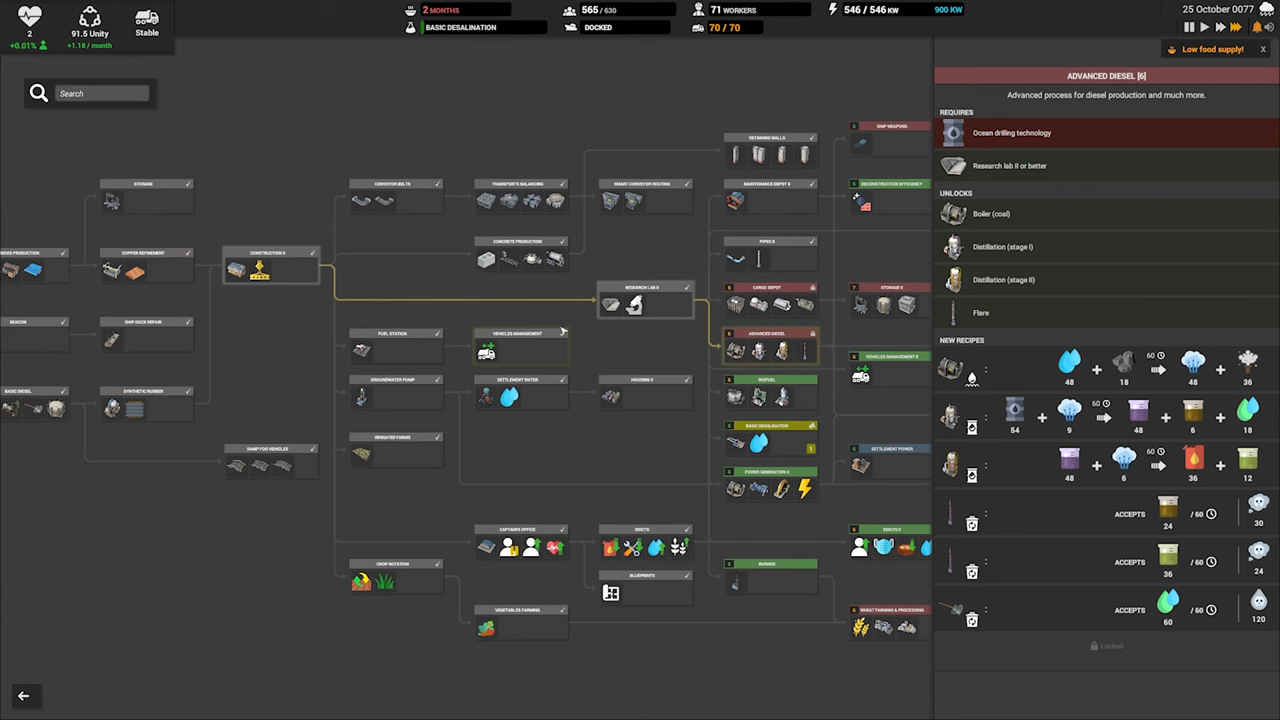 2
+0.01%
91.5 Unity
+1.18 / month
Stable
2 MONTHS
BASIC DESALINATION
565 / 630
DOCKED
71 WORKERS
70 / 70
546 / 546 KW
900 KW
25 October 0077
Low food supply!
X
Search
ADVANCED DIESEL [6]
Advanced process for diesel production and much more.
REQUIRES
Ocean drilling technology
Research lab II or better
UNLOCKS
Boiler (coal)
Distillation (stage I)
Distillation (stage II)
Flare
NEW RECIPES
: 48 + 18 60 48 + 36
: 54 + 9 60 48 + 6 + 18
: 48 + 6 60 36 + 12
: ACCEPTS 24 / 60 30
: ACCEPTS 36 / 60 24
: ACCEPTS 60 / 60 120
Locked
RETAINING WALLS
SHIP WEAPONS
STORAGE
CONVEYOR BELTS
TRANSPORTS BALANCING
SMART CONVEYOR ROUTING
MAINTENANCE DEPOT II
CONCRETE PRODUCTION
PIPES II
COPPER REFINEMENT
CONSTRUCTION II
RESEARCH LAB II
6 CARGO DEPOT
7 STORAGE II
BEACON
SHIP DOCK REPAIR
FUEL STATION
VEHICLES MANAGEMENT
6 ADVANCED DIESEL
VEHICLES MANAGEMENT II
GROUNDWATER PUMP
SETTLEMENT WATER
HOUSING II
BIOFUEL
BASIC DIESEL
SYNTHETIC RUBBER
BASIC DESALINATION
1
IRRIGATED FARMS
RAMP FOR VEHICLES
SETTLEMENT POWER
POWER GENERATION II
CAPTAIN'S OFFICE
EDICTS
EDICTS II
CROP ROTATION
BLUEPRINTS
BURNER
VEGETABLES FARMING
WHEAT FARMING & PROCESSING